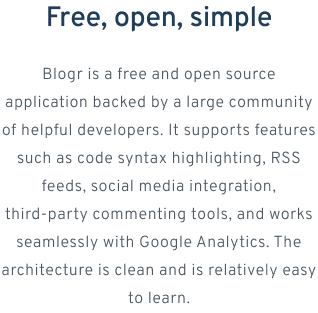 Free, open, simple
Blogr is a free and open source
application backed by a large community
of helpful developers. It supports features
such as code syntax highlighting, RSS
feeds, social media integration,
third-party commenting tools, and works
seamlessly with Google Analytics. The
architecture is clean and is relatively easy
to learn.